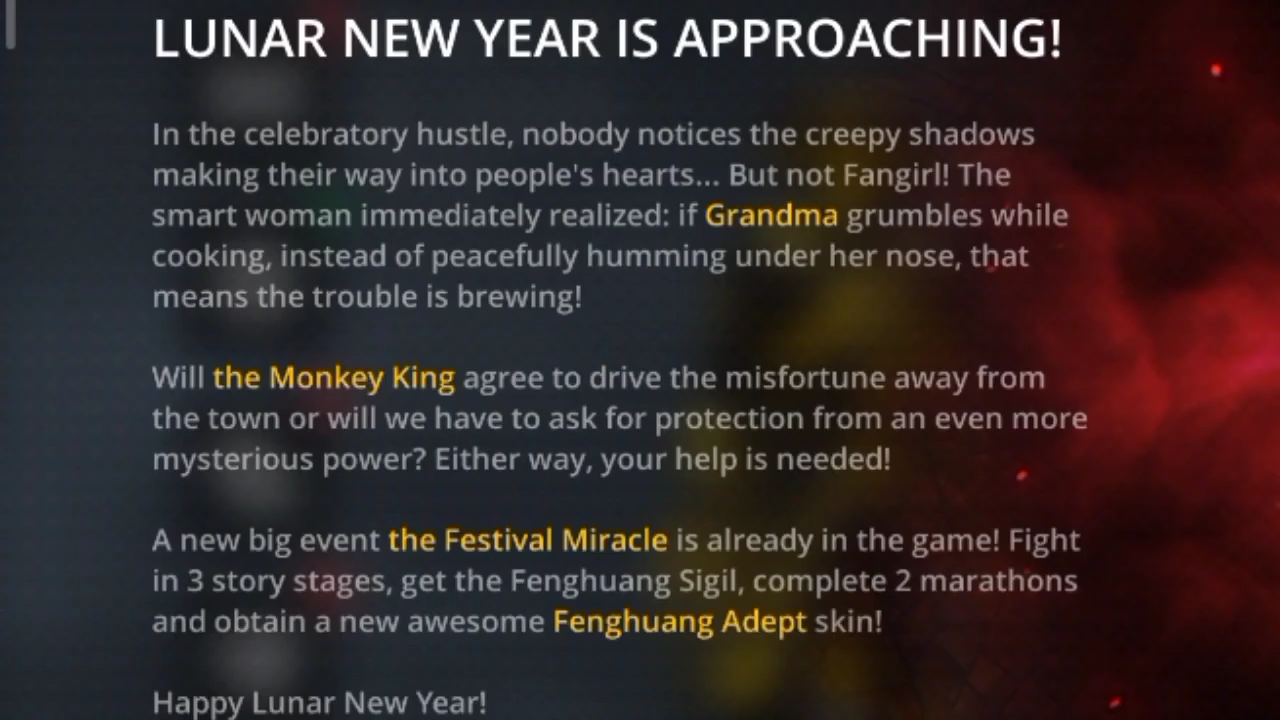 LUNAR NEW YEAR IS APPROACHING!
In the celebratory hustle, nobody notices the creepy shadows
making their way into people's hearts... But not Fangirl! The
smart woman immediately realized: if Grandma grumbles while
cooking, instead of peacefully humming under her nose, that
means the trouble is brewing!
Will the Monkey King agree to drive the misfortune away from
the town or will we have to ask for protection from an even more
mysterious power? Either way, your help is needed!
A new big event the Festival Miracle is already in the game! Fight
in 3 story stages, get the Fenghuang Sigil, complete 2 marathons
and obtain a new awesome Fenghuang Adept skin!
Happy Lunar New Year!